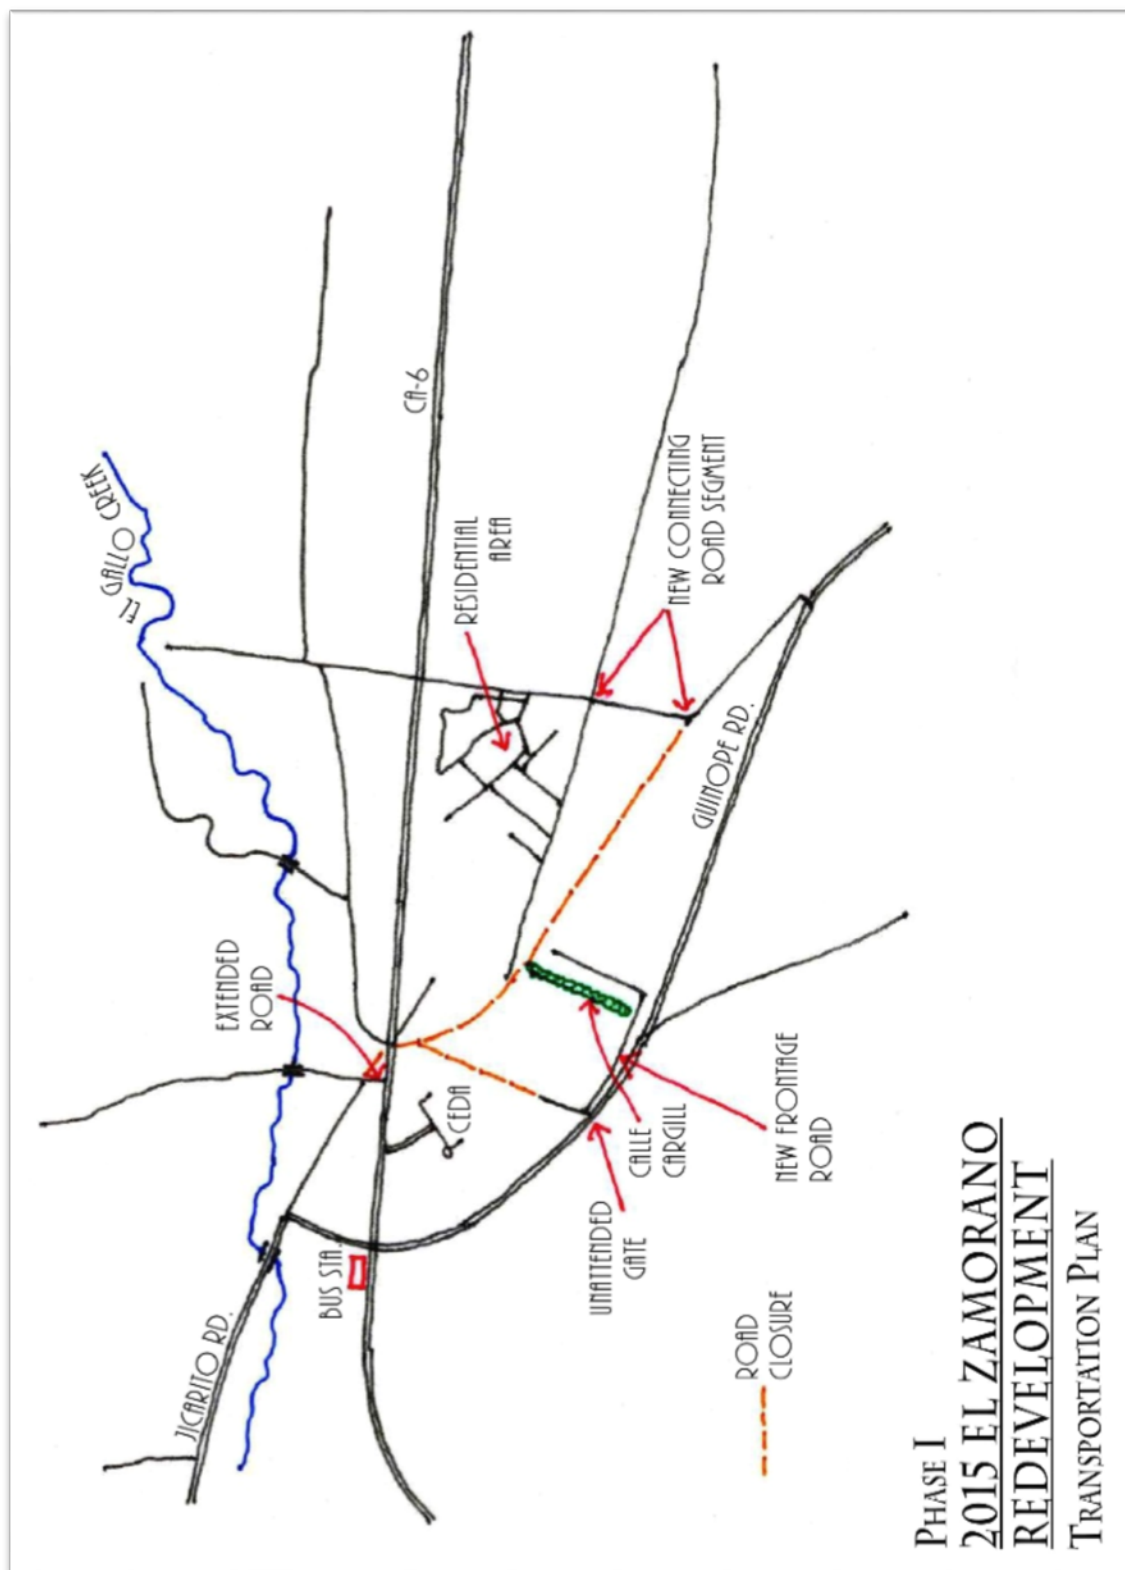 EL GALLO CREEK
CA-6
RESIDENTIAL
AREA
NEW CONNECTING
ROAD SEGMENT
EXTENDED
ROAD
GUINOPE RD.
CEDA
CALLE
CARGILL
NEW FRONTAGE
ROAD
UNATTENDED
GATE
BUS STA.
JICARITO RD.
ROAD
CLOSURE
PHASE I
2015 EL ZAMORANO
REDEVELOPMENT
TRANSPORTATION PLAN